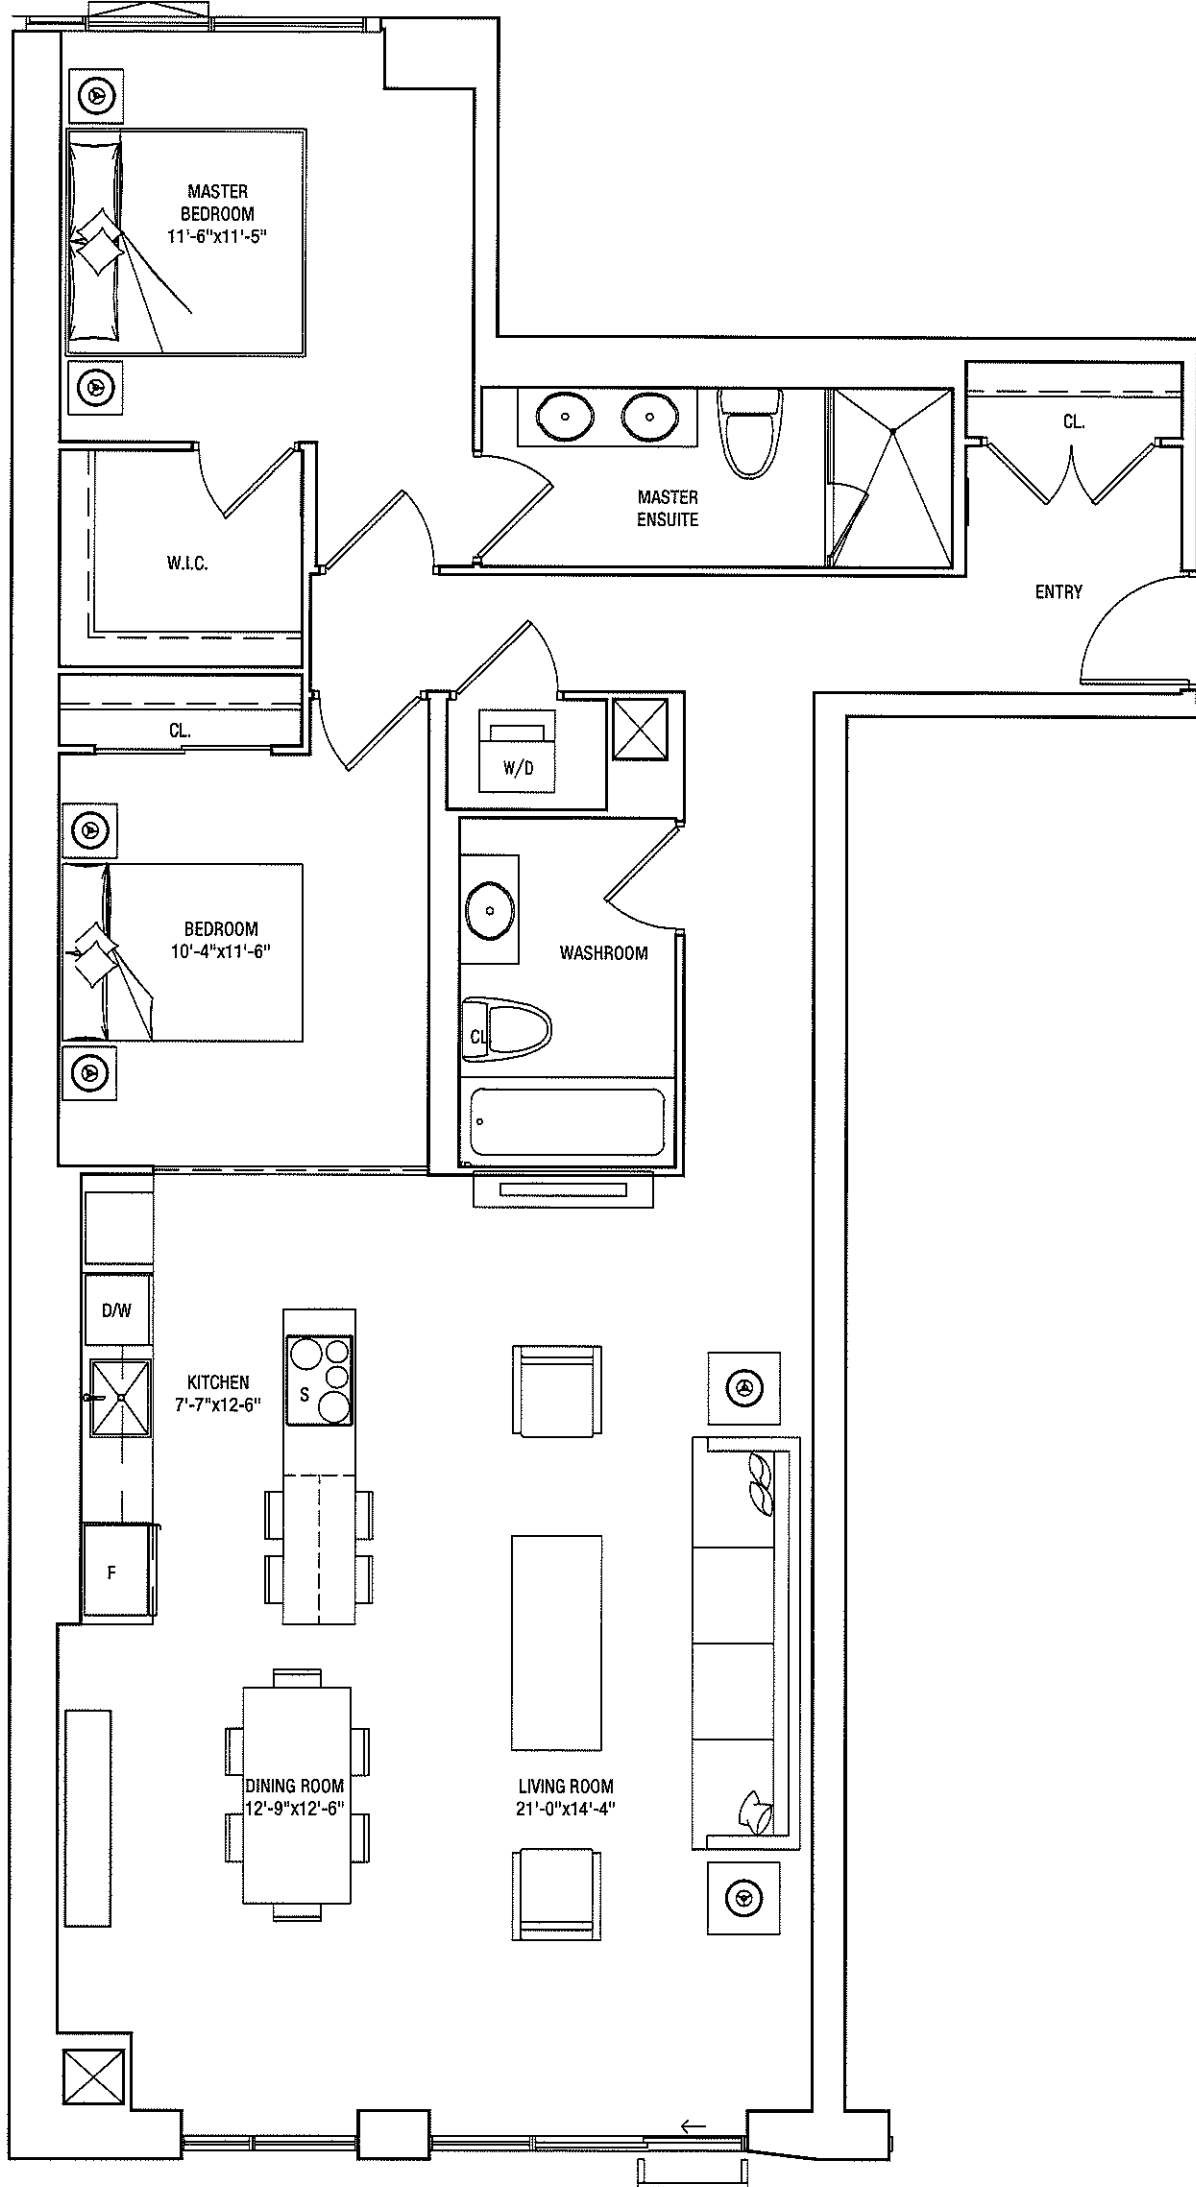 MASTER
BEDROOM
11'-6"x11'-5"
CL.
MASTER
ENSUITE
W.I.C.
ENTRY
CL.
W/D
BEDROOM
10'-4"x11'-6"
WASHROOM
CL
D/W
KITCHEN
7'-7"x12-6"
S
F
DINING ROOM
12'-9"x12'-6"
LIVING ROOM
21'-0"x14'-4"